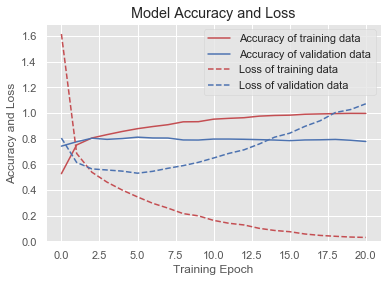 Model Accuracy and Loss
Accuracy of training data
Accuracy of validation data
Loss of training data
Loss of validation data
Accuracy and Loss
1.6
1.4
1.2
1.0
0.8
0.6
0.4
0.2
0.0
0.0 2.5 5.0 7.5 10.0 12.5 15.0 17.5 20.0
Training Epoch